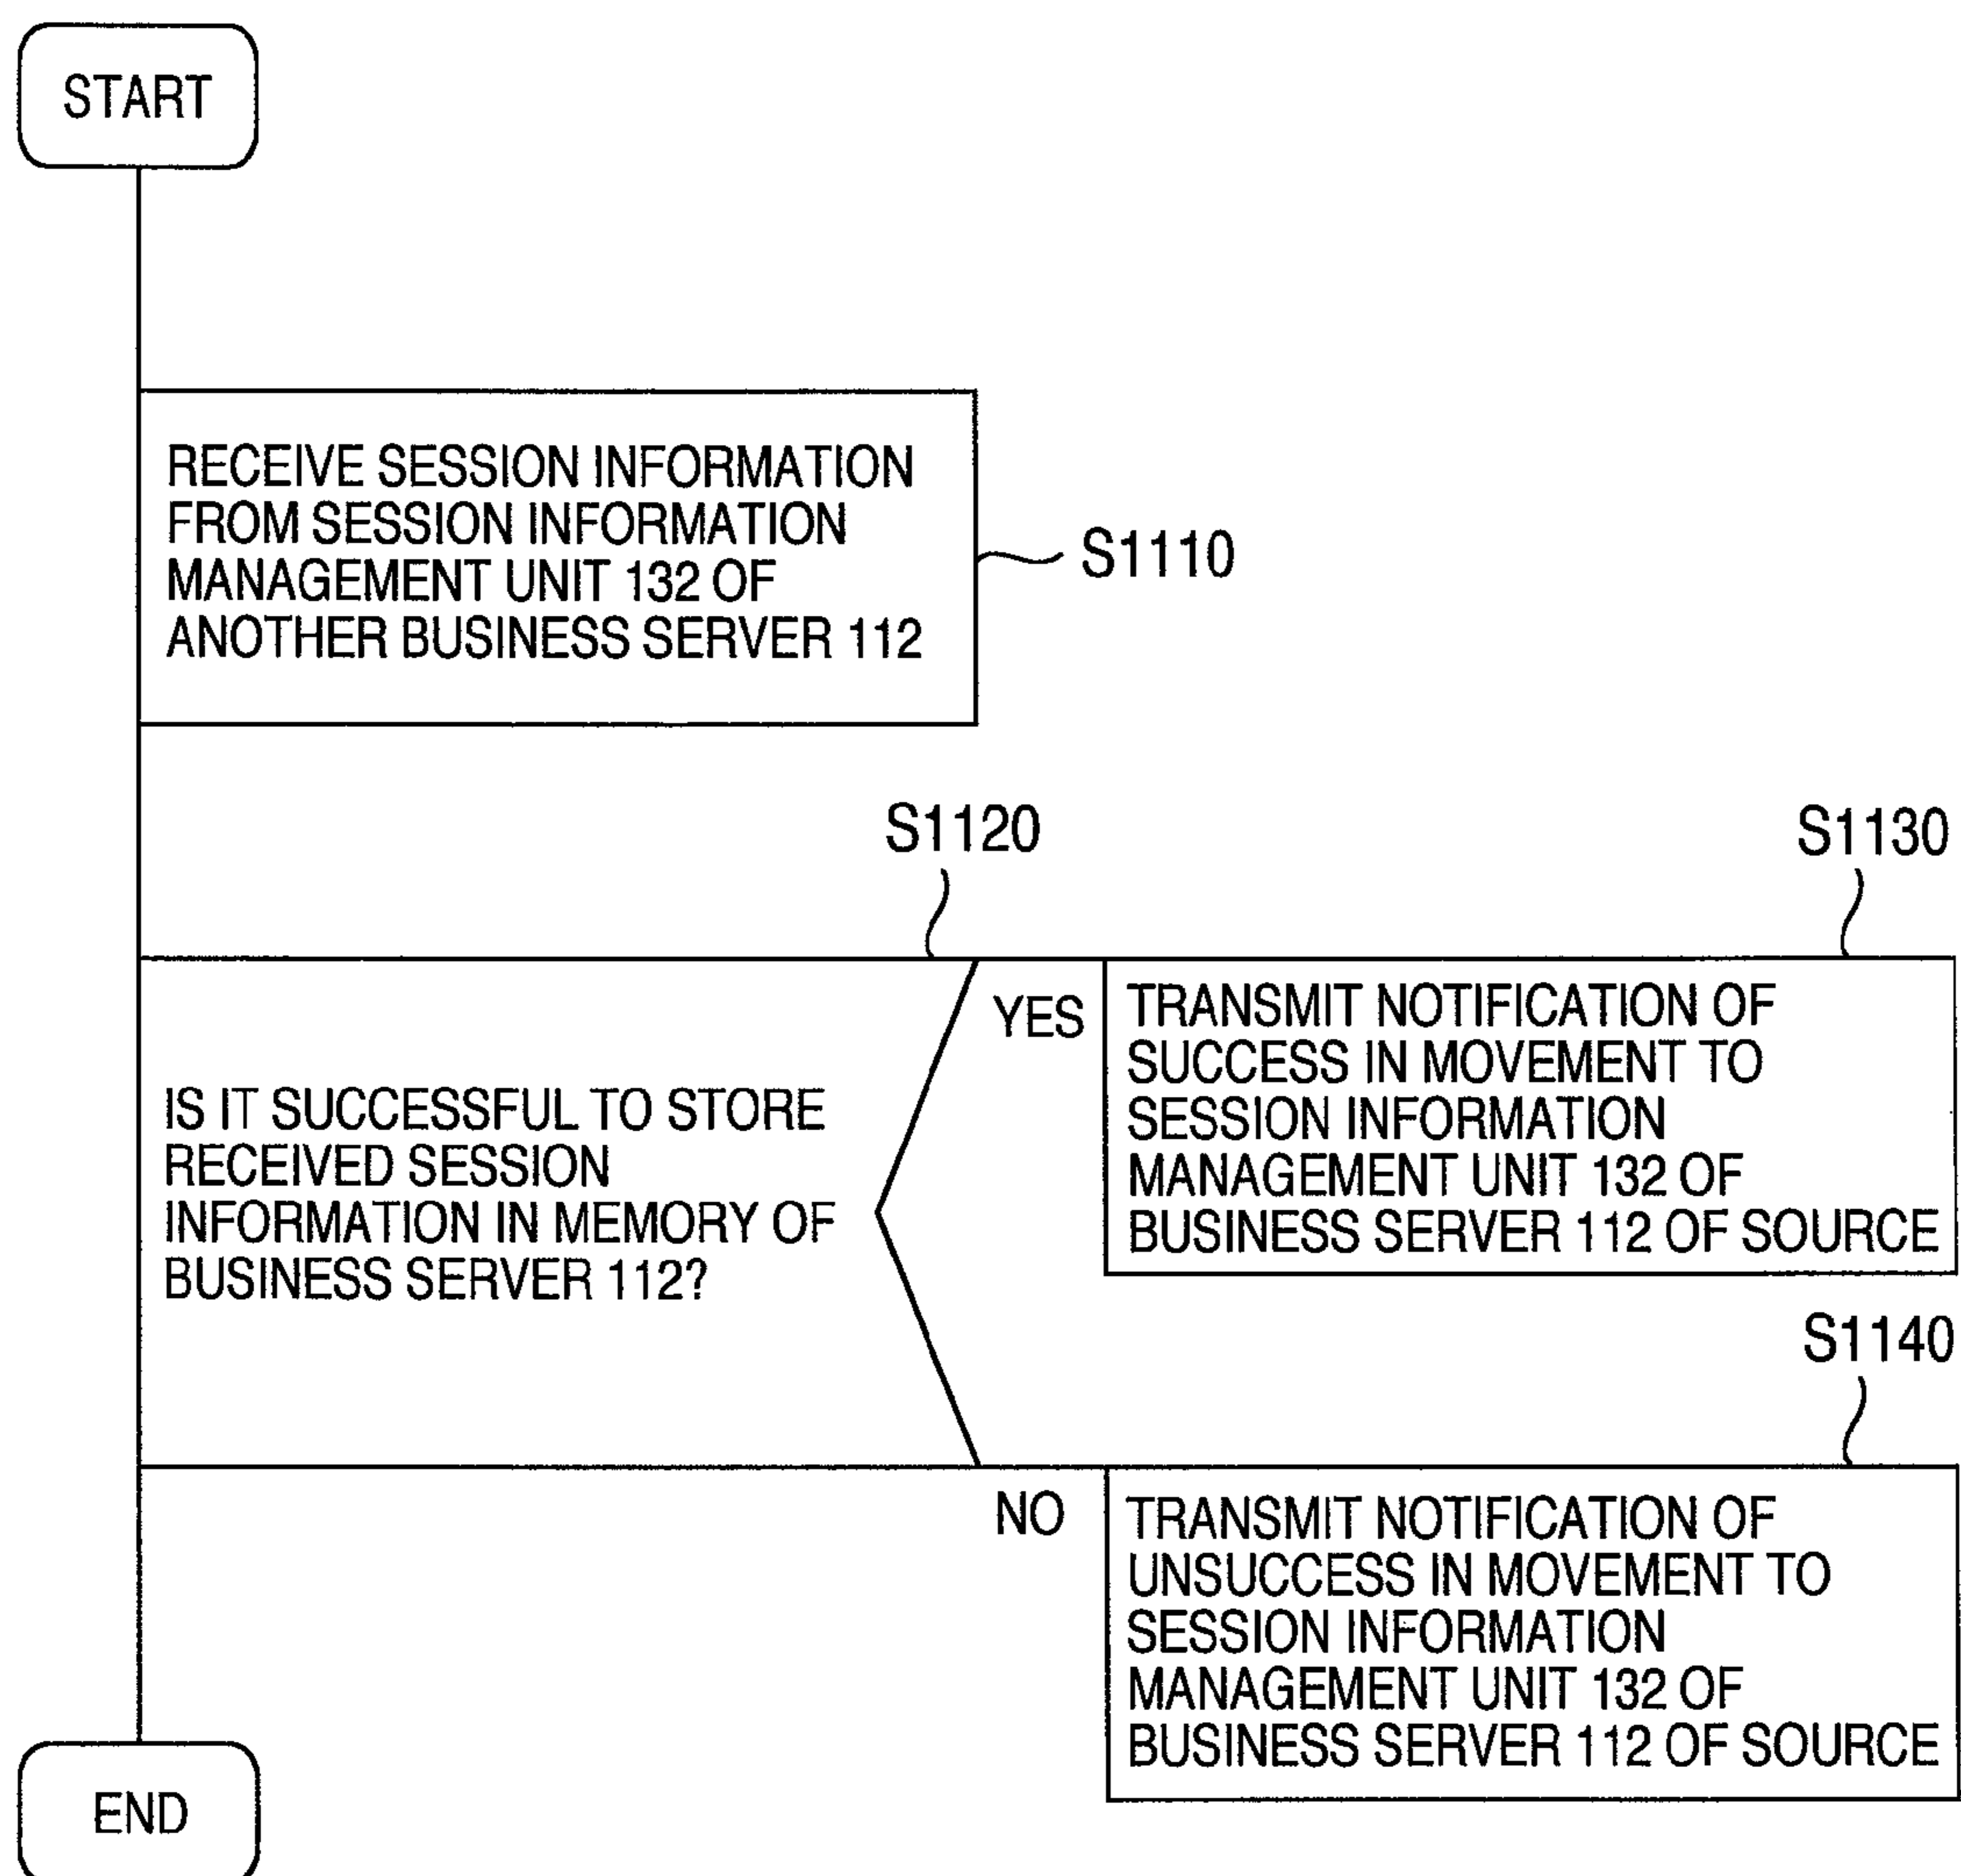 START
RECEIVE SESSION INFORMATION
FROM SESSION INFORMATION
MANAGEMENT UNIT 132 OF
ANOTHER BUSINESS SERVER 112
S1110
S1120
S1130
IS IT SUCCESSFUL TO STORE
RECEIVED SESSION
INFORMATION IN MEMORY OF
BUSINESS SERVER 112?
YES
TRANSMIT NOTIFICATION OF
SUCCESS IN MOVEMENT TO
SESSION INFORMATION
MANAGEMENT UNIT 132 OF
BUSINESS SERVER 112 OF SOURCE
S1140
NO
TRANSMIT NOTIFICATION OF
UNSUCCESS IN MOVEMENT TO
SESSION INFORMATION
MANAGEMENT UNIT 132 OF
BUSINESS SERVER 112 OF SOURCE
END